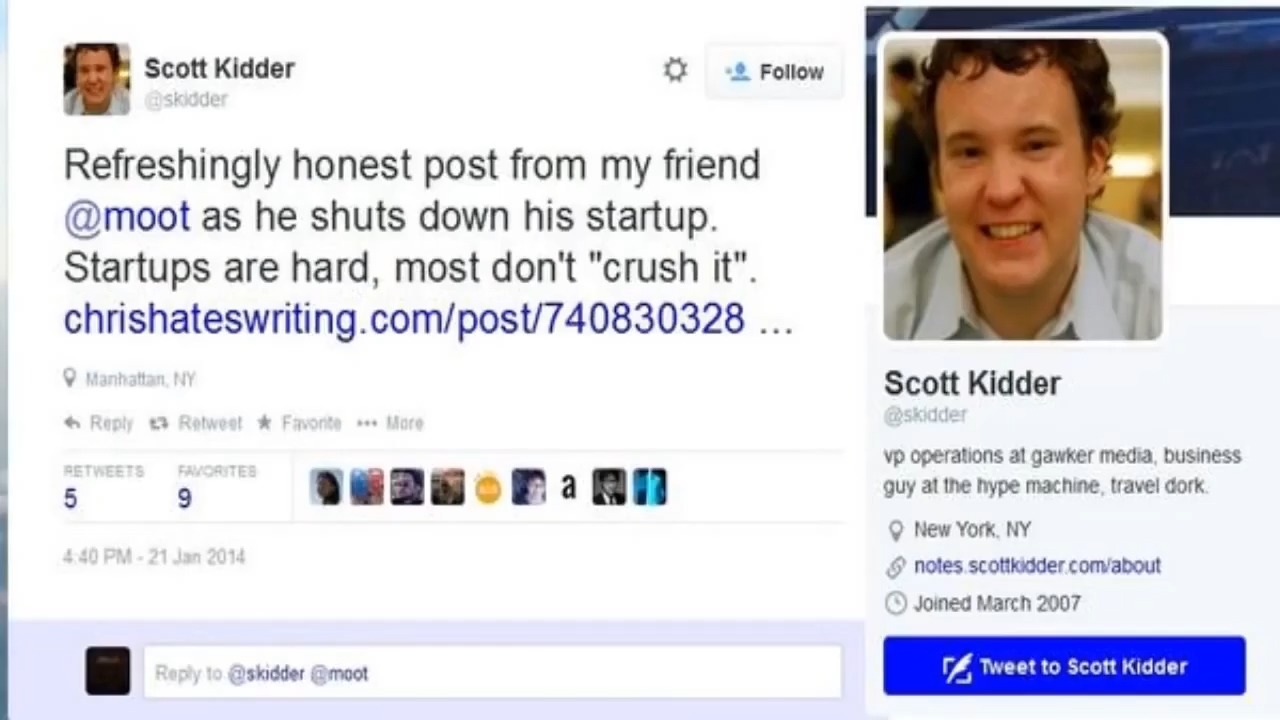 Scott Kidder
@skidder
Follow
Refreshingly honest post from my friend
@moot as he shuts down his startup.
Startups are hard, most don't "crush it".
chrishateswriting.com/post/740830328 ...
Manhattan, NY
Reply Retweet Favorite More
RETWEETS FAVORITES
5 9
a
4:40 PM - 21 Jan 2014
Reply to @skidder @moot
Scott Kidder
@skidder
vp operations at gawker media, business
guy at the hype machine, travel dork.
New York, NY
notes.scottkidder.com/about
Joined March 2007
Tweet to Scott Kidder